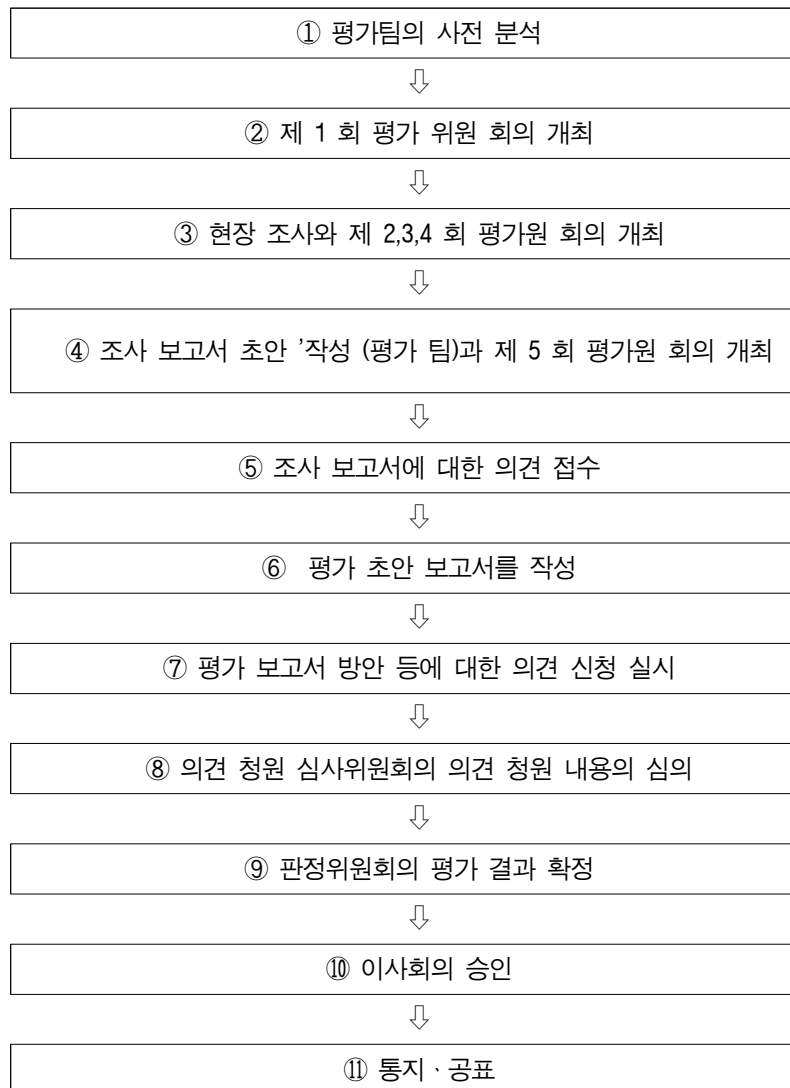 ① 평가팀의 사전 분석
⇩
② 제 1 회 평가 위원 회의 개최
⇩
③ 현장 조사와 제 2,3,4 회 평가원 회의 개최
⇩
④ 조사 보고서 초안 ’작성 (평가 팀)과 제 5 회 평가원 회의 개최
⇩
⑤ 조사 보고서에 대한 의견 접수
⇩
⑥ 평가 초안 보고서를 작성
⇩
⑦ 평가 보고서 방안 등에 대한 의견 신청 실시
⇩
⑧ 의견 청원 심사위원회의 의견 청원 내용의 심의
⇩
⑨ 판정위원회의 평가 결과 확정
⇩
⑩ 이사회의 승인
⇩
⑪ 통지ㆍ공표